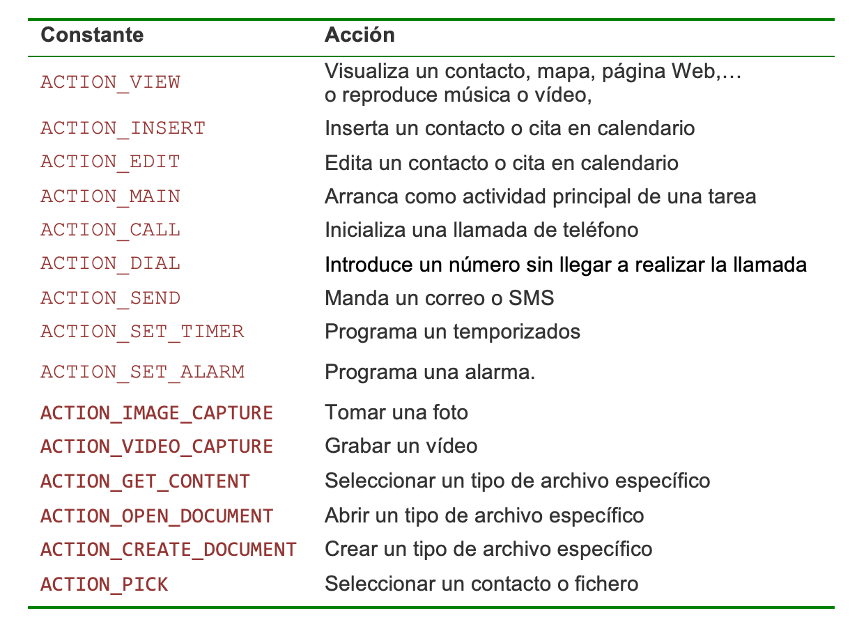 Constante Acción
ACTION_VIEW Visualiza un contacto, mapa, página Web,…
o reproduce música o vídeo,
ACTION_INSERT Inserta un contacto o cita en calendario
ACTION_EDIT Edita un contacto o cita en calendario
ACTION_MAIN Arranca como actividad principal de una tarea
ACTION_CALL Inicializa una llamada de teléfono
ACTION_DIAL Introduce un número sin llegar a realizar la llamada
ACTION_SEND Manda un correo o SMS
ACTION_SET_TIMER Programa un temporizados
ACTION_SET_ALARM Programa una alarma.
ACTION_IMAGE_CAPTURE Tomar una foto
ACTION_VIDEO_CAPTURE Grabar un vídeo
ACTION_GET_CONTENT Seleccionar un tipo de archivo específico
ACTION_OPEN_DOCUMENT Abrir un tipo de archivo específico
ACTION_CREATE_DOCUMENT Crear un tipo de archivo específico
ACTION_PICK Seleccionar un contacto o fichero